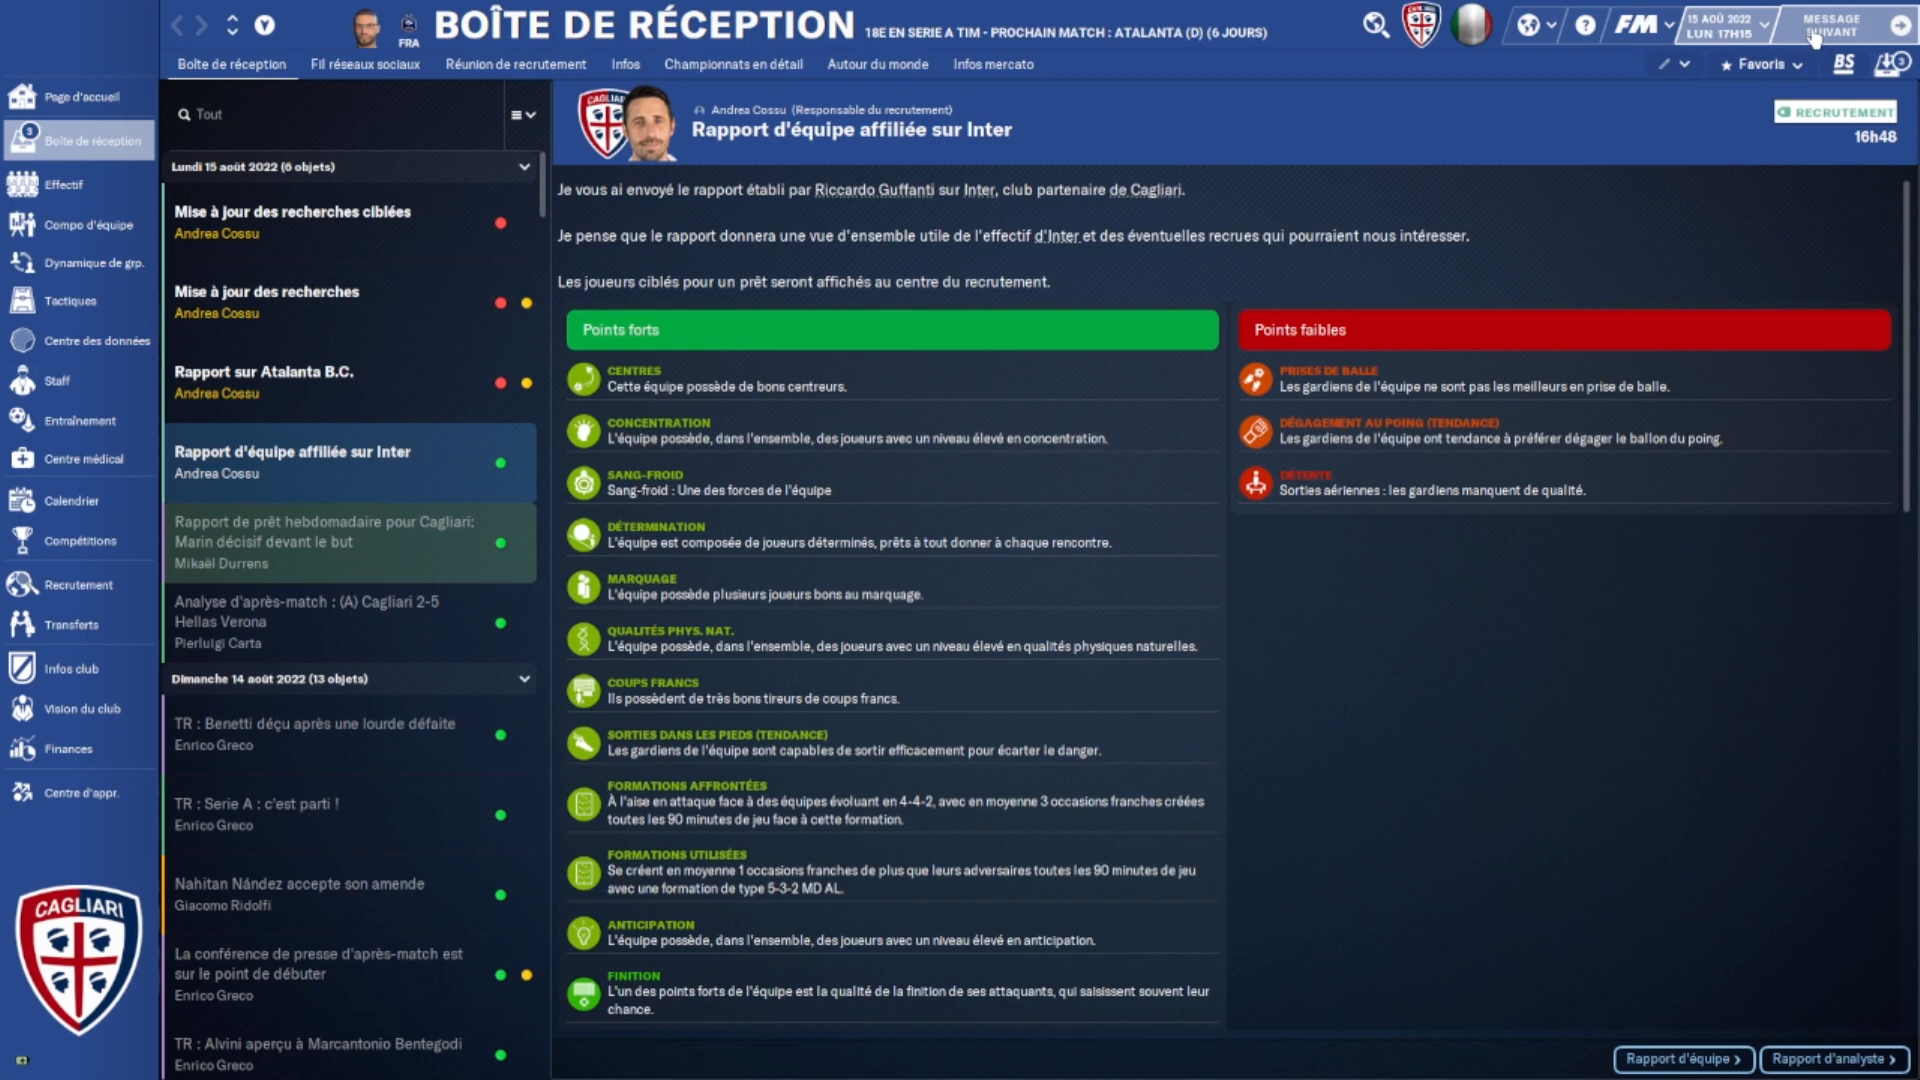 FRA
BOÎTE DE RÉCEPTION
18E EN SERIE A TIM - PROCHAIN MATCH : ATALANTA (D) (6 JOURS)
FM
15 AOÛ 2022
LUN 17H15
MESSAGE
SUIVANT
Boîte de réception
Fil réseaux sociaux
Réunion de recrutement
Infos
Championnats en détail
Autour du monde
Infos mercato
Favoris
BS
3
Page d'accueil
3
Boîte de réception
Effectif
Compo d'équipe
Dynamique de grp.
Tactiques
Centre des données
Staff
Entraînement
Centre médical
Calendrier
Compétitions
Recrutement
Transferts
Infos club
Vision du club
Finances
Centre d'appr.
CAGLIARI
Tout
Lundi 15 août 2022 (6 objets)
Mise à jour des recherches ciblées
Andrea Cossu
Mise à jour des recherches
Andrea Cossu
Rapport sur Atalanta B.C.
Andrea Cossu
Rapport d'équipe affiliée sur Inter
Andrea Cossu
Rapport de prêt hebdomadaire pour Cagliari:
Marin décisif devant le but
Mikaël Durrens
Analyse d'après-match : (A) Cagliari 2-5
Hellas Verona
Pierluigi Carta
Dimanche 14 août 2022 (13 objets)
TR : Benetti déçu après une lourde défaite
Enrico Greco
TR : Serie A : c'est parti !
Enrico Greco
Nahitan Nández accepte son amende
Giacomo Ridolfi
La conférence de presse d'après-match est
sur le point de débuter
Enrico Greco
TR : Alvini aperçu à Marcantonio Bentegodi
Enrico Greco
Andrea Cossu (Responsable du recrutement)
Rapport d'équipe affiliée sur Inter
RECRUTEMENT
16h48
Je vous ai envoyé le rapport établi par Riccardo Guffanti sur Inter, club partenaire de Cagliari.
Je pense que le rapport donnera une vue d'ensemble utile de l'effectif d'Inter et des éventuelles recrues qui pourraient nous intéresser.
Les joueurs ciblés pour un prêt seront affichés au centre du recrutement.
Points forts
CENTRES
Cette équipe possède de bons centreurs.
CONCENTRATION
L'équipe possède, dans l'ensemble, des joueurs avec un niveau élevé en concentration.
SANG-FROID
Sang-froid : Une des forces de l'équipe
DÉTERMINATION
L'équipe est composée de joueurs déterminés, prêts à tout donner à chaque rencontre.
MARQUAGE
L'équipe possède plusieurs joueurs bons au marquage.
QUALITÉS PHYS. NAT.
L'équipe possède, dans l'ensemble, des joueurs avec un niveau élevé en qualités physiques naturelles.
COUPS FRANCS
Ils possèdent de très bons tireurs de coups francs.
SORTIES DANS LES PIEDS (TENDANCE)
Les gardiens de l'équipe sont capables de sortir efficacement pour écarter le danger.
FORMATIONS AFFRONTÉES
À l'aise en attaque face à des équipes évoluant en 4-4-2, avec en moyenne 3 occasions franches créées
toutes les 90 minutes de jeu face à cette formation.
FORMATIONS UTILISÉES
Se créent en moyenne 1 occasions franches de plus que leurs adversaires toutes les 90 minutes de jeu
avec une formation de type 5-3-2 MD AL.
ANTICIPATION
L'équipe possède, dans l'ensemble, des joueurs avec un niveau élevé en anticipation.
FINITION
L'un des points forts de l'équipe est la qualité de la finition de ses attaquants, qui saisissent souvent leur
chance.
Points faibles
PRISES DE BALLE
Les gardiens de l'équipe ne sont pas les meilleurs en prise de balle.
DÉGAGEMENT AU POING (TENDANCE)
Les gardiens de l'équipe ont tendance à préférer dégager le ballon du poing.
DÉTENTE
Sorties aériennes : les gardiens manquent de qualité.
Rapport d'équipe
Rapport d'analyste